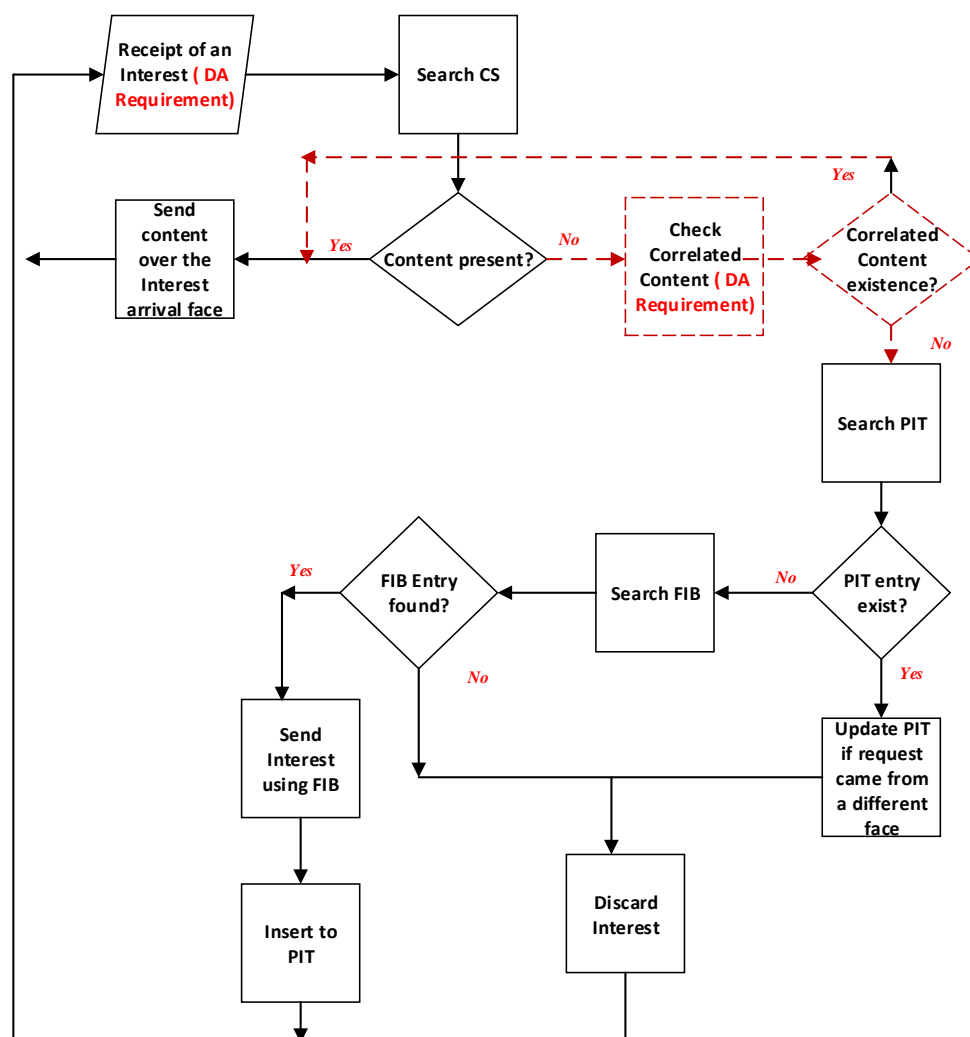 Receipt of an
Interest ( DA
Requirement)
Search CS
Yes
Send
content
over the
Interest
arrival face
Yes
Content present?
No
Check
Correlated
Content ( DA
Requirement)
Correlated
Content
existence?
No
Search PIT
Yes
FIB Entry
found?
Search FIB
No
PIT entry
exist?
No
Yes
Send
Interest
using FIB
Update PIT
if request
came from
a different
face
Insert to
PIT
Discard
Interest